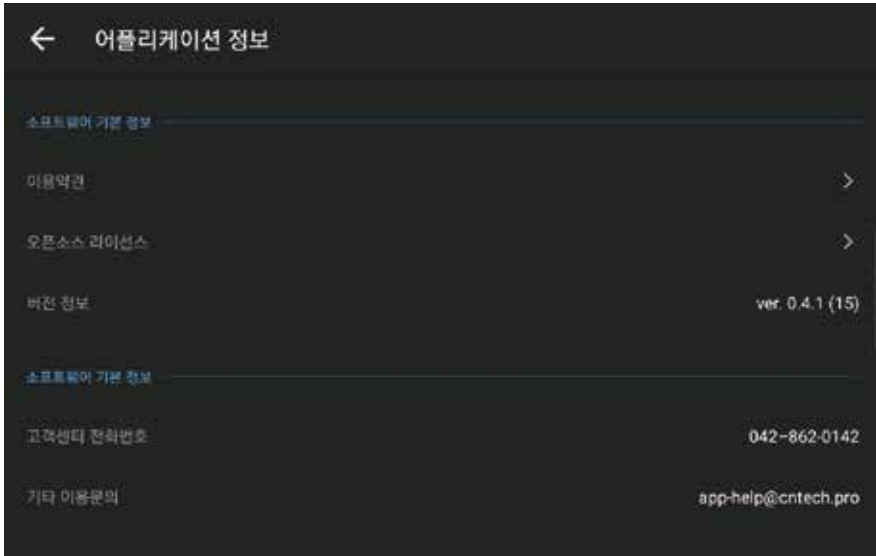 어플리케이션 정보
소프트웨어 기본 정보
이용약관
오픈소스 라이선스
버전 정보
ver. 0.4.1 (15)
소프트웨어 기본 정보
고객센터 전화번호
042-862-0142
기타 이용문의
app-help@cntech.pro